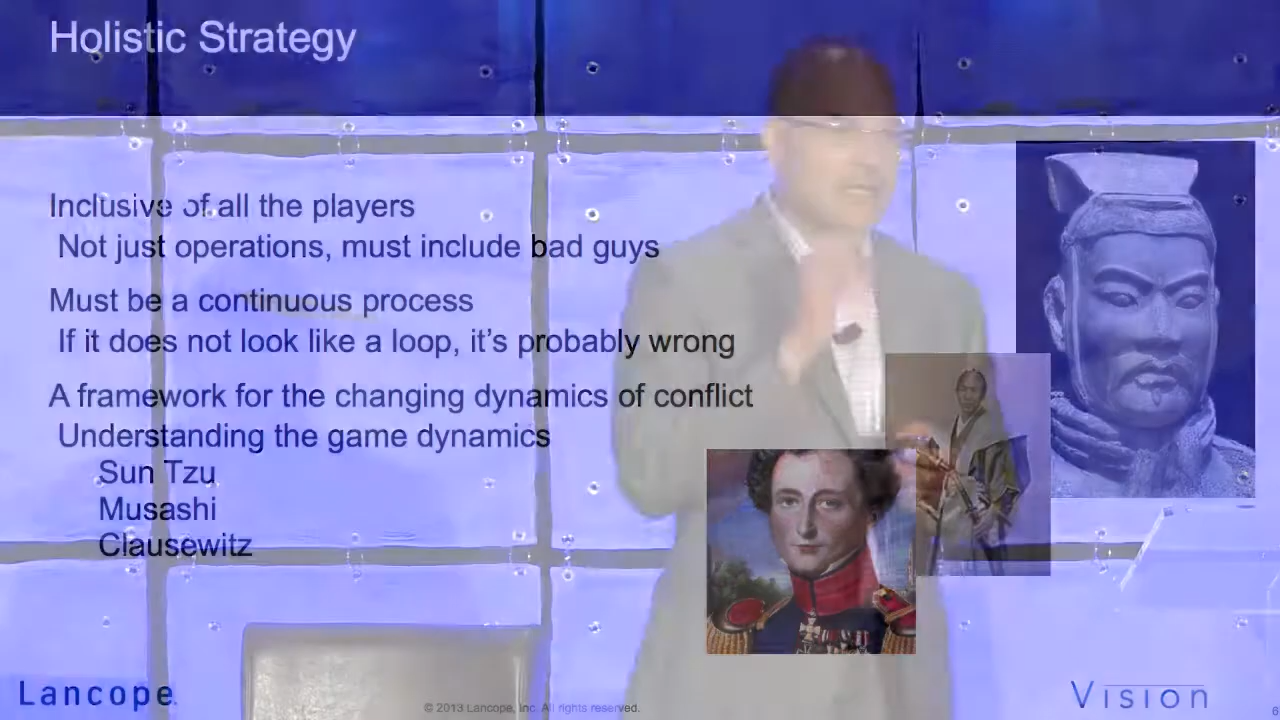 Holistic Strategy
Inclusive of all the players
Not just operations, must include bad guys
Must be a continuous process
If it does not look like a loop, it's probably wrong
A framework for the changing dynamics of conflict
Understanding the game dynamics
Sun Tzu
Musashi
Clausewitz
Lancope
© 2013 Lancope, Inc. All rights reserved.
Vision
6